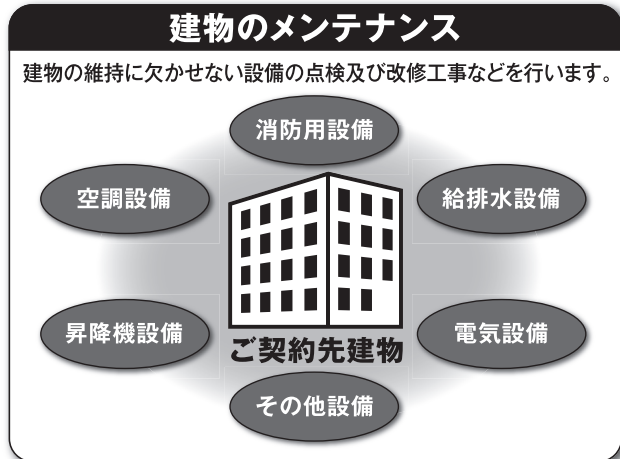 建物のメンテナンス
建物の維持に欠かせない設備の点検及び改修工事などを行います。
消防用設備
空調設備
給排水設備
昇降機設備
ご契約先建物
電気設備
その他設備